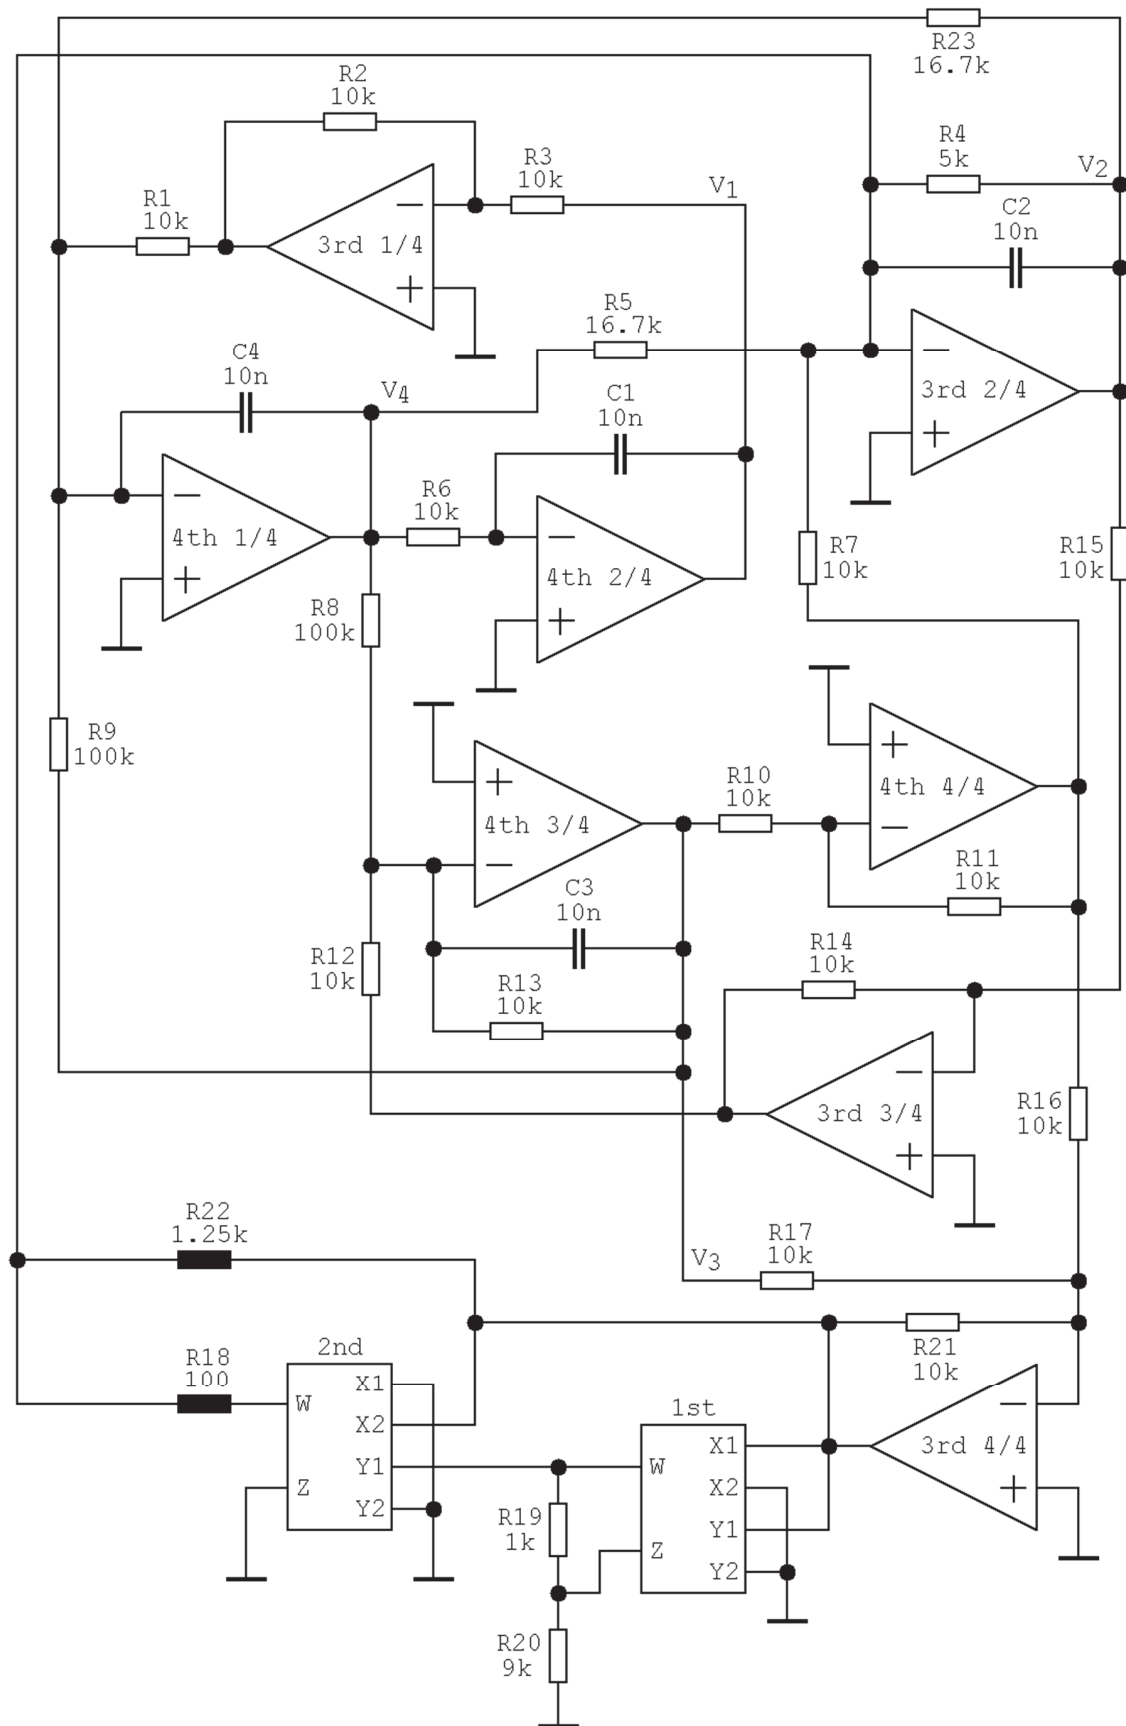 R23
16.7k
R2
10k
R4
5k
V2
R3
10k
V1
R1
10k
C2
10n
−
3rd 1/4
+
R5
16.7k
C4
10n
V4
−
3rd 2/4
+
C1
10n
−
4th 1/4
+
R6
10k
−
4th 2/4
+
R7
10k
R15
10k
R8
100k
R9
100k
+
4th 3/4
−
R10
10k
+
4th 4/4
−
R11
10k
C3
10n
R12
10k
R13
10k
R14
10k
−
3rd 3/4
+
R16
10k
R22
1.25k
V3
R17
10k
R18
100
2nd
W
Z
X1
X2
Y1
Y2
R21
10k
1st
W
Z
X1
X2
Y1
Y2
−
3rd 4/4
+
R19
1k
R20
9k